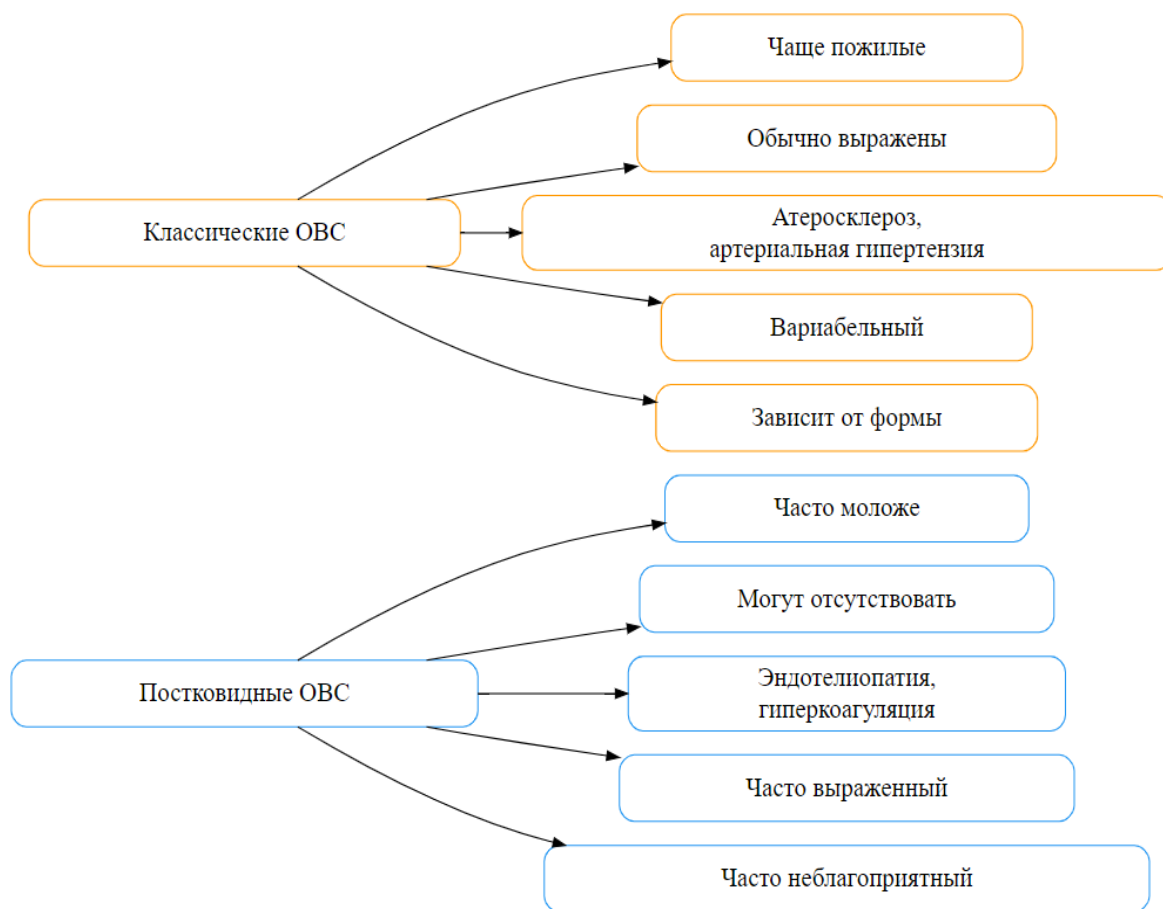 Чаще пожилые
Обычно выражены
Классические ОВС
Атеросклероз,
артериальная гипертензия
Вариабельный
Зависит от формы
Часто моложе
Могут отсутствовать
Постковидные ОВС
Эндотелиопатия,
гиперкоагуляция
Часто выраженный
Часто неблагоприятный